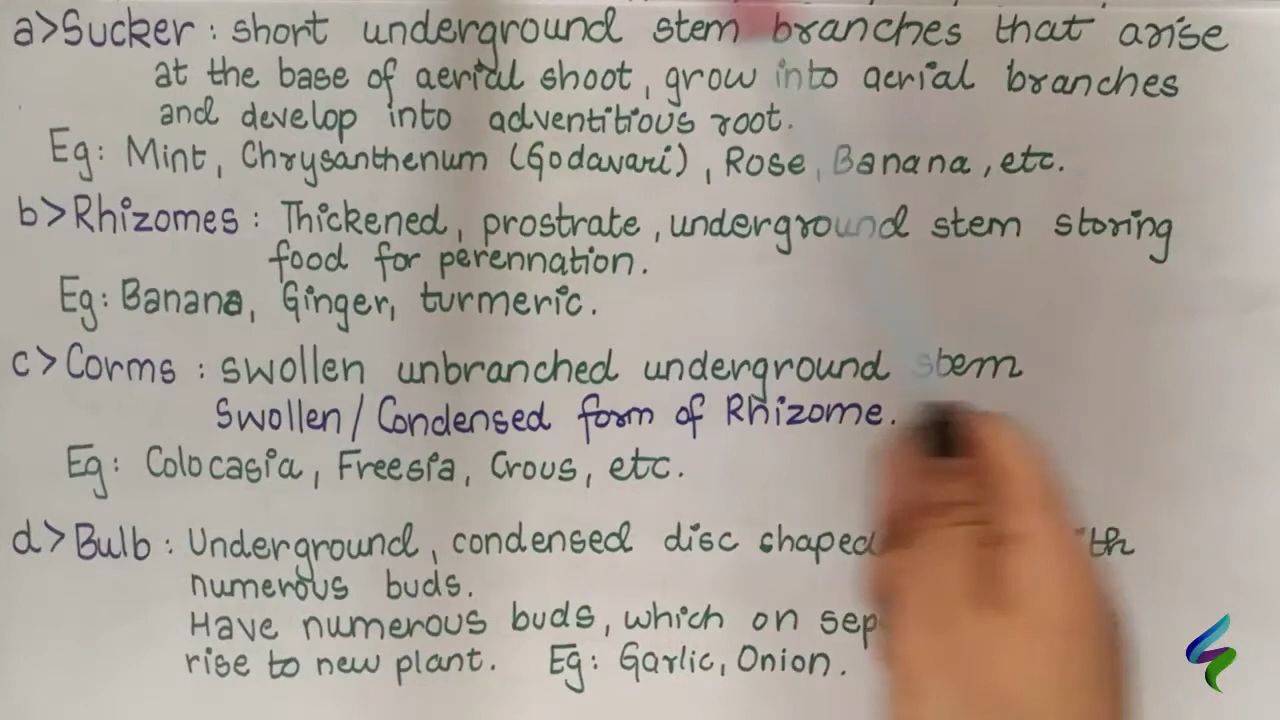 a>Sucker : short underground stem branches that arise
at the base of aerial shoot, grow into aerial branches
and develop into adventitious root.
Eg: Mint, Chrysanthenum (Godavari), Rose, Banana, etc.
b>Rhizomes : Thickened, prostrate, underground stem storing
food for perennation.
Eg: Banana, Ginger, turmeric.
c>Corms : swollen unbranched underground stem
Swollen/Condensed form of Rhizome.
Eg: Colocasia, Freesia, Crous, etc.
d>Bulb : Underground, condensed disc shaped
numerous buds.
Have numerous buds, which on
rise to new plant. Eg: Garlic, Onion.